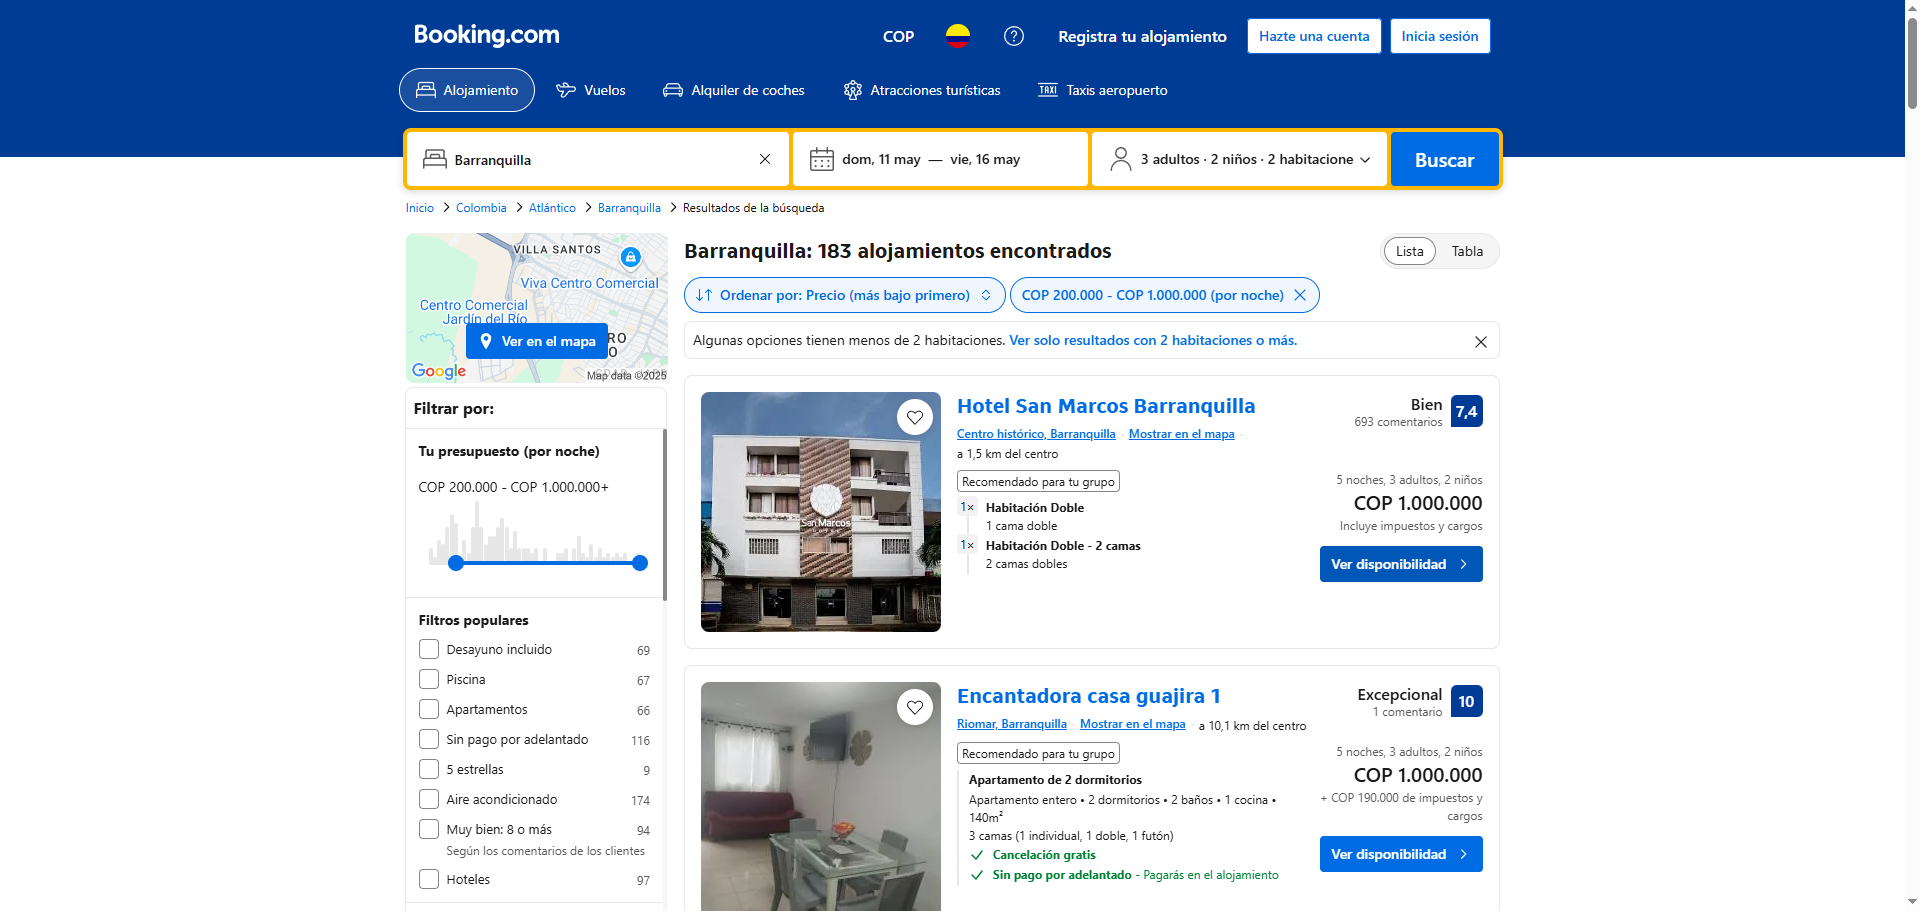 Booking.com
COP
Registra tu alojamiento
Hazte una cuenta
Inicia sesión
Alojamiento
Vuelos
Alquiler de coches
Atracciones turísticas
TAXI
Taxis aeropuerto
Barranquilla
dom, 11 may — vie, 16 may
3 adultos · 2 niños · 2 habitacione
Buscar
Inicio > Colombia > Atlántico > Barranquilla > Resultados de la búsqueda
VILLA SANTOS
Viva Centro Comercial
Centro Comercial
Jardín del Río
Ver en el mapa
RO
O
Google
Map data ©2025
Filtrar por:
Tu presupuesto (por noche)
COP 200.000 - COP 1.000.000+
Filtros populares
Desayuno incluido 69
Piscina 67
Apartamentos 66
Sin pago por adelantado 116
5 estrellas 9
Aire acondicionado 174
Muy bien: 8 o más 94
Según los comentarios de los clientes
Hoteles 97
Barranquilla: 183 alojamientos encontrados
Lista
Tabla
Ordenar por: Precio (más bajo primero)
COP 200.000 - COP 1.000.000 (por noche)
Algunas opciones tienen menos de 2 habitaciones. Ver solo resultados con 2 habitaciones o más.
San Marcos
Hotel San Marcos Barranquilla
Centro histórico, Barranquilla · Mostrar en el mapa
a 1,5 km del centro
Recomendado para tu grupo
1× Habitación Doble
1 cama doble
1× Habitación Doble - 2 camas
2 camas dobles
Bien
693 comentarios
7,4
5 noches, 3 adultos, 2 niños
COP 1.000.000
Incluye impuestos y cargos
Ver disponibilidad
Encantadora casa guajira 1
Riomar, Barranquilla · Mostrar en el mapa · a 10,1 km del centro
Recomendado para tu grupo
Apartamento de 2 dormitorios
Apartamento entero • 2 dormitorios • 2 baños • 1 cocina •
140m²
3 camas (1 individual, 1 doble, 1 futón)
Cancelación gratis
Sin pago por adelantado - Pagarás en el alojamiento
Excepcional
1 comentario
10
5 noches, 3 adultos, 2 niños
COP 1.000.000
+ COP 190.000 de impuestos y
cargos
Ver disponibilidad